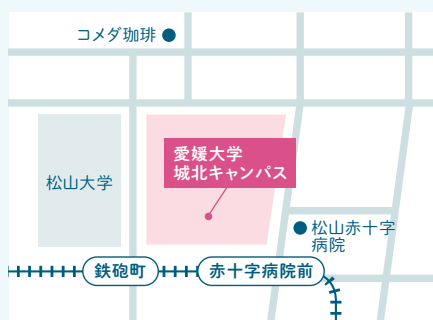 コメダ珈琲
愛媛大学
城北キャンパス
松山大学
松山赤十字
病院
鉄砲町
赤十字病院前